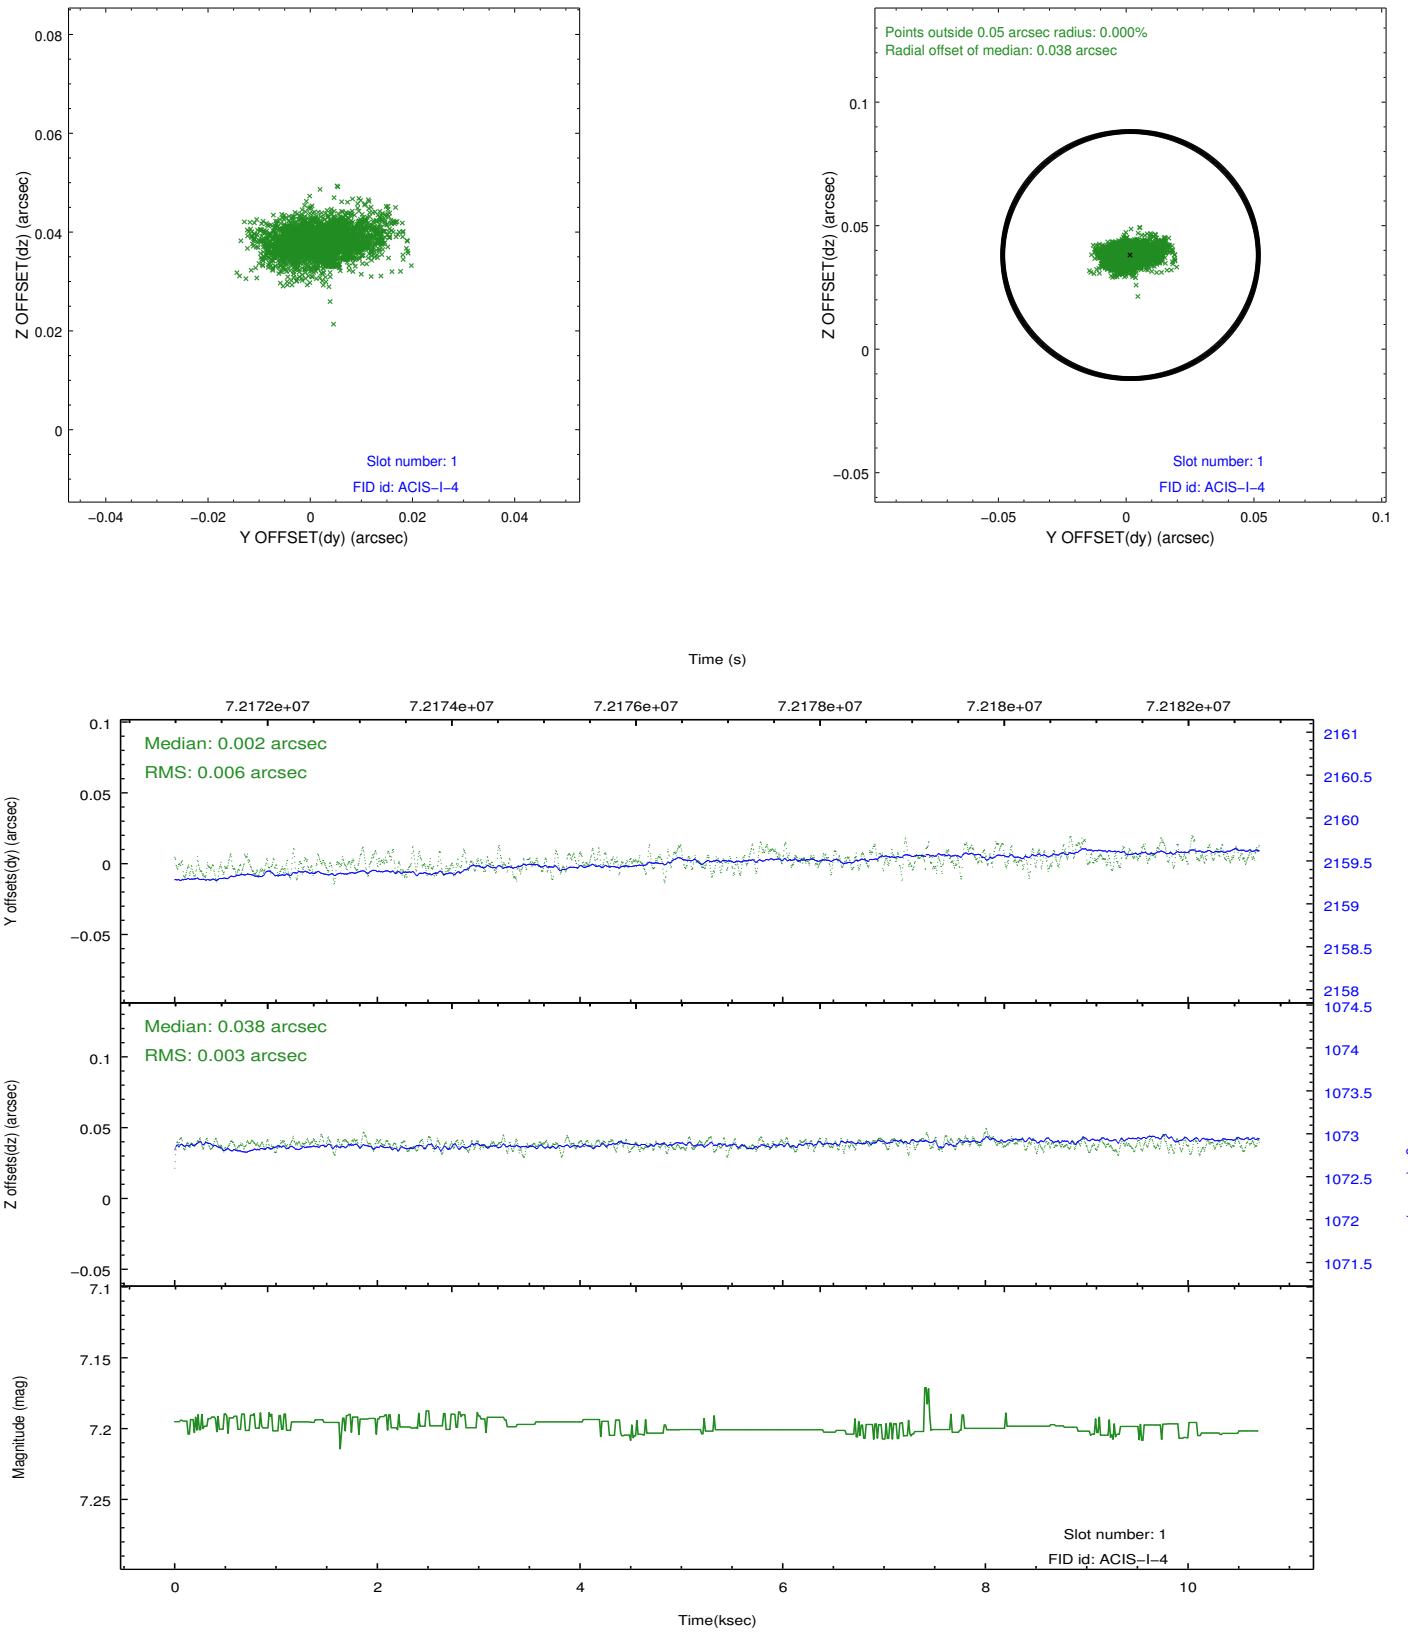 0.08
0.06
0.04
0.02
0
Z OFFSET(dz) (arcsec)
Slot number: 1
FID id: ACIS−I−4
−0.04 −0.02 0 0.02 0.04
Y OFFSET(dy) (arcsec)
Points outside 0.05 arcsec radius: 0.000%
Radial offset of median: 0.038 arcsec
0.1
0.05
0
−0.05
Z OFFSET(dz) (arcsec)
Slot number: 1
FID id: ACIS−I−4
−0.05 0 0.05 0.1
Y OFFSET(dy) (arcsec)
Time (s)
7.2172e+07 7.2174e+07 7.2176e+07 7.2178e+07 7.218e+07 7.2182e+07
Median: 0.002 arcsec
RMS: 0.006 arcsec
0.1
0.05
0
−0.05
Y offsets(dy) (arcsec)
2161
2160.5
2160
2159.5
2159
2158.5
2158
Median: 0.038 arcsec
RMS: 0.003 arcsec
0.1
0.05
0
−0.05
Z offsets(dz) (arcsec)
1074.5
1074
1073.5
1073
1072.5
1072
1071.5
7.1
7.15
7.2
7.25
Magnitude (mag)
Slot number: 1
FID id: ACIS−I−4
0 2 4 6 8 10
Time(ksec)